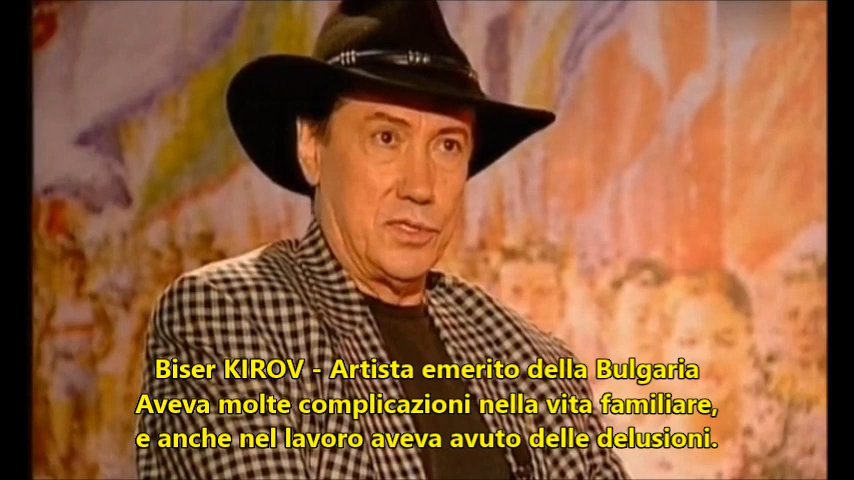 Biser KIROV - Artista emerito della Bulgaria
Aveva molte complicazioni nella vita familiare,
e anche nel lavoro aveva avuto delle delusioni.